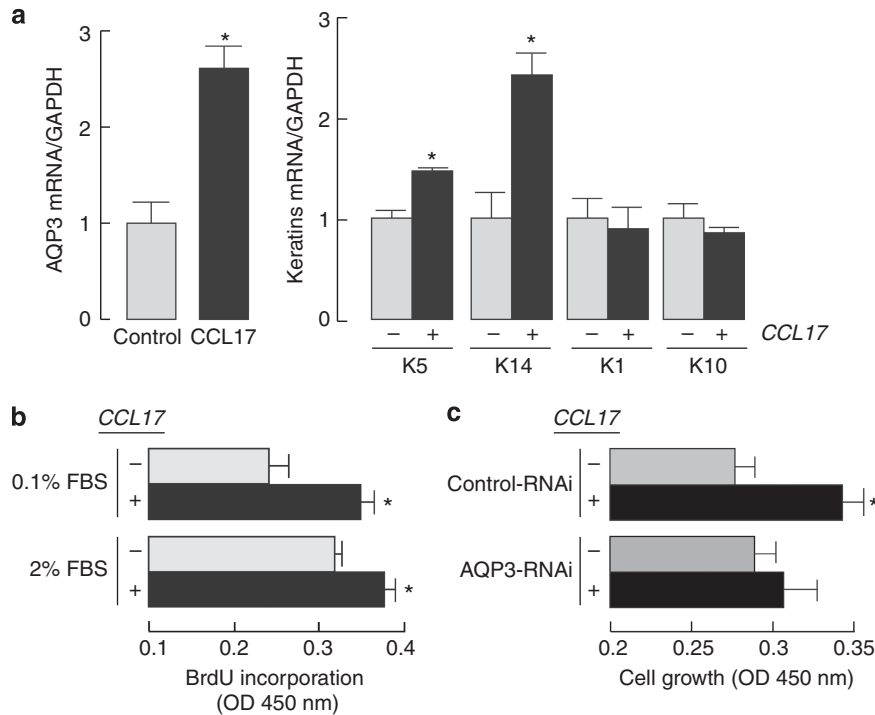 a
AQP3 mRNA/GAPDH
3
2
1
0
*
Control CCL17
Keratins mRNA/GAPDH
3
2
1
0
*
*
– + – + – + – + CCL17
K5 K14 K1 K10
b
CCL17
0.1% FBS
–
+
*
2% FBS
–
+
*
0.1 0.2 0.3 0.4
BrdU incorporation
(OD 450 nm)
c
CCL17
Control-RNAi
–
+
*
AQP3-RNAi
–
+
0.2 0.25 0.3 0.35
Cell growth (OD 450 nm)